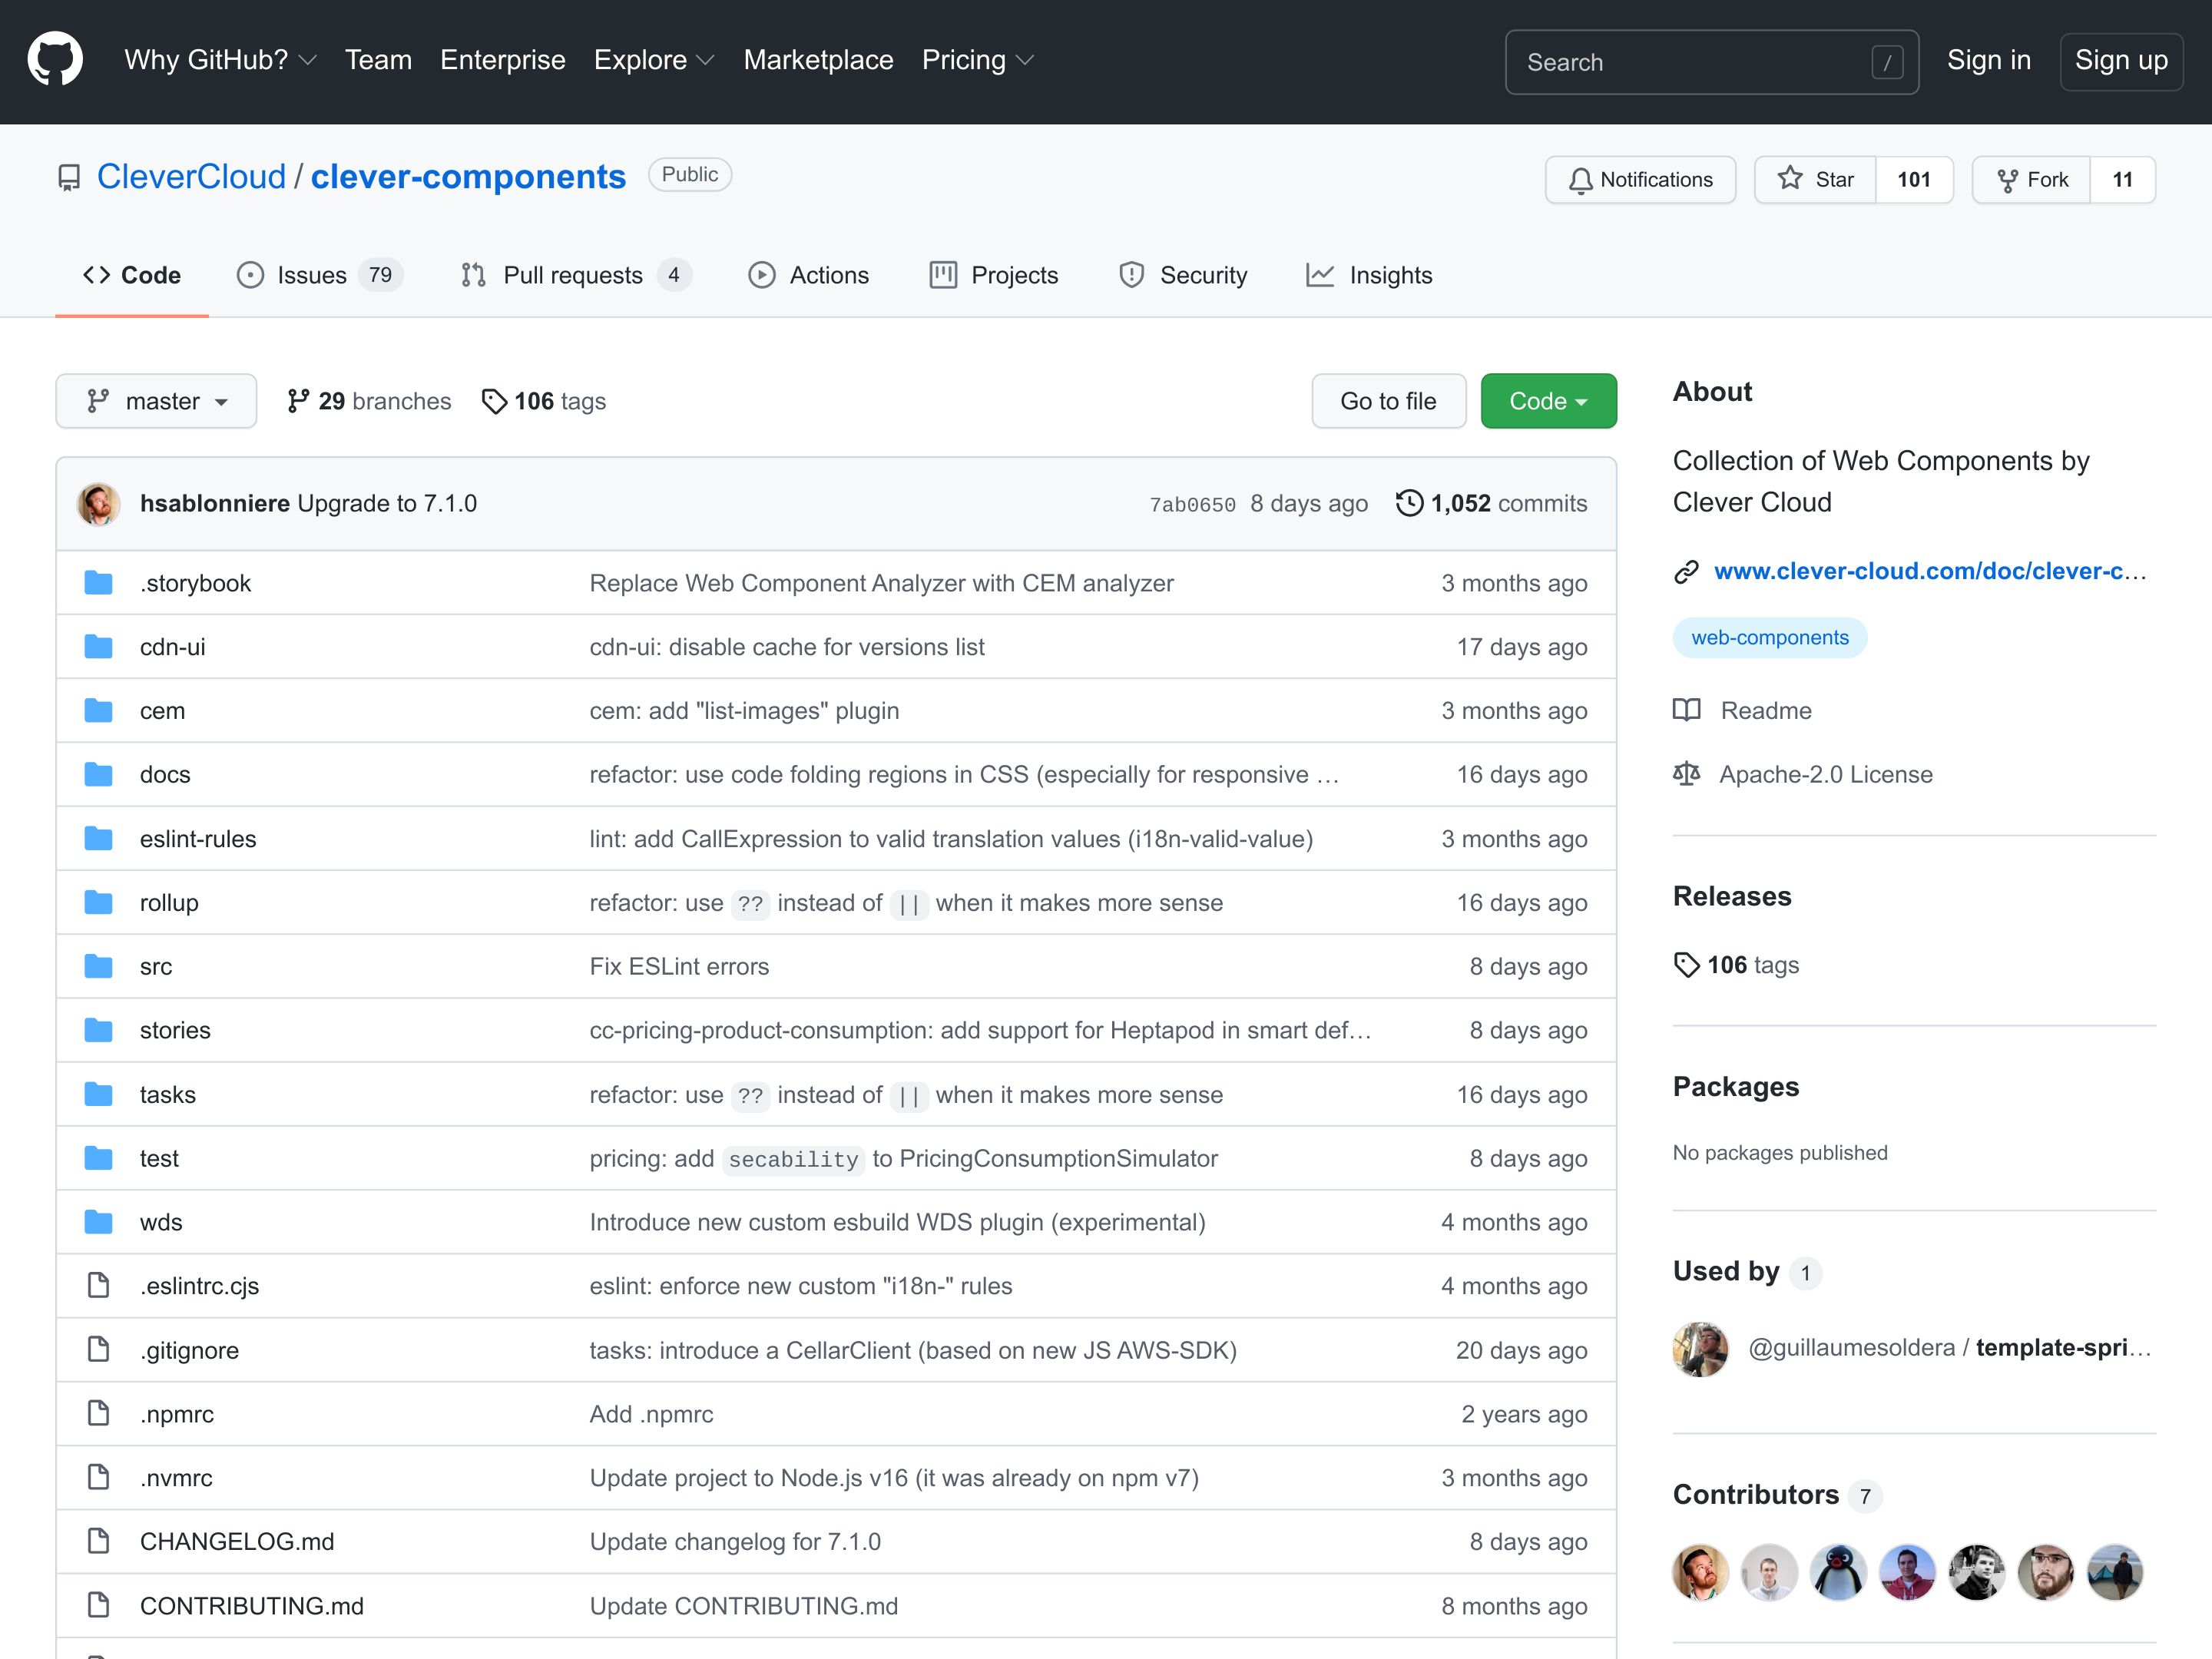 Why GitHub? Team Enterprise Explore Marketplace Pricing Search / Sign in Sign up
CleverCloud / clever-components Public Notifications Star 101 Fork 11
Code Issues 79 Pull requests 4 Actions Projects Security Insights
master 29 branches 106 tags Go to file Code
hsablonniere Upgrade to 7.1.0 7ab0650 8 days ago 1,052 commits
.storybook Replace Web Component Analyzer with CEM analyzer 3 months ago
cdn-ui cdn-ui: disable cache for versions list 17 days ago
cem cem: add "list-images" plugin 3 months ago
docs refactor: use code folding regions in CSS (especially for responsive … 16 days ago
eslint-rules lint: add CallExpression to valid translation values (i18n-valid-value) 3 months ago
rollup refactor: use ?? instead of || when it makes more sense 16 days ago
src Fix ESLint errors 8 days ago
stories cc-pricing-product-consumption: add support for Heptapod in smart def… 8 days ago
tasks refactor: use ?? instead of || when it makes more sense 16 days ago
test pricing: add secability to PricingConsumptionSimulator 8 days ago
wds Introduce new custom esbuild WDS plugin (experimental) 4 months ago
.eslintrc.cjs eslint: enforce new custom "i18n-" rules 4 months ago
.gitignore tasks: introduce a CellarClient (based on new JS AWS-SDK) 20 days ago
.npmrc Add .npmrc 2 years ago
.nvmrc Update project to Node.js v16 (it was already on npm v7) 3 months ago
CHANGELOG.md Update changelog for 7.1.0 8 days ago
CONTRIBUTING.md Update CONTRIBUTING.md 8 months ago
About
Collection of Web Components by
Clever Cloud
www.clever-cloud.com/doc/clever-c…
web-components
Readme
Apache-2.0 License
Releases
106 tags
Packages
No packages published
Used by 1
@guillaumesoldera / template-spri…
Contributors 7